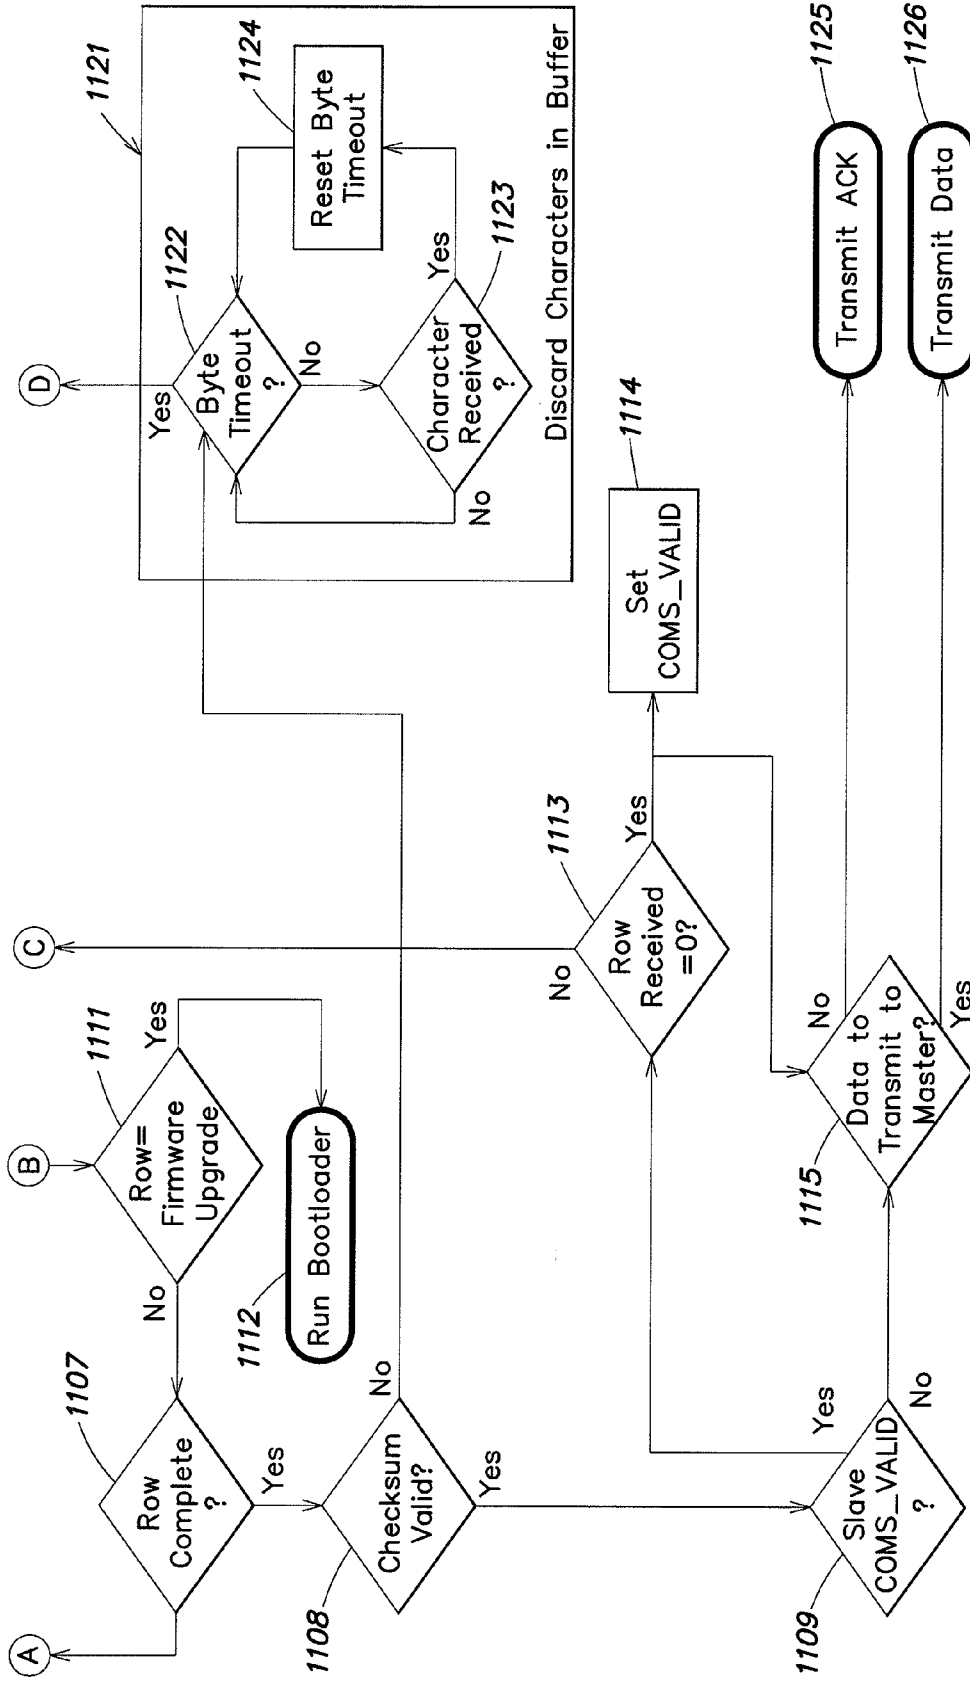 A
B
C
D
1107
Row
Complete
?
Yes
No
1111
Row=
Firmware
Upgrade
Yes
1112
Run Bootloader
1108
Checksum
Valid?
No
Yes
1121
1122
Byte
Timeout
?
Yes
No
1124
Reset Byte
Timeout
1123
Character
Received
?
Yes
No
Discard Characters in Buffer
1113
Row
Received
=0?
No
Yes
1114
Set
COMS_VALID
1109
Slave
COMS_VALID
?
Yes
No
1115
Data to
Transmit to
Master?
No
Yes
1125
Transmit ACK
1126
Transmit Data